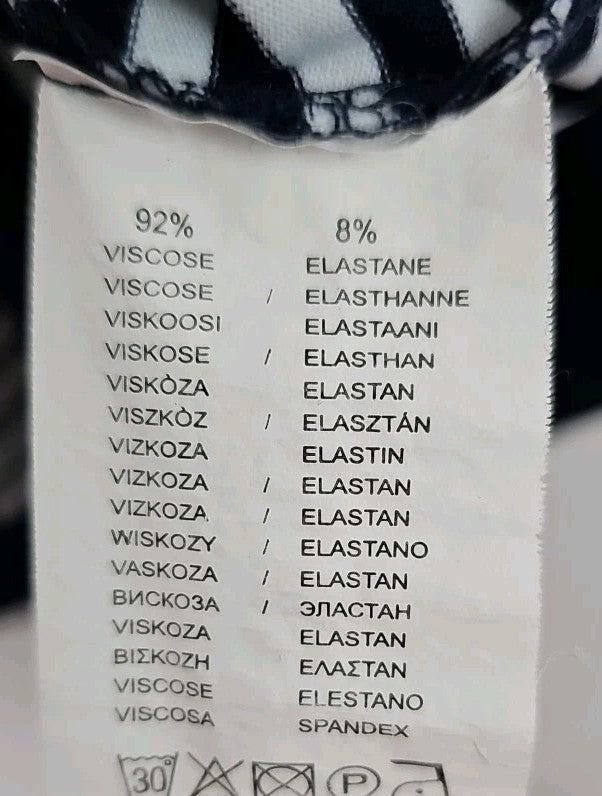 92% 8%
VISCOSE ELASTANE
VISCOSE / ELASTHANNE
VISKOOSI ELASTAANI
VISKOSE / ELASTHAN
VISKÒZA ELASTAN
VISZKÒZ / ELASZTÁN
VIZKOZA ELASTIN
VIZKOZA / ELASTAN
VIZKOZA / ELASTAN
WISKOZY / ELASTANO
VASKOZA / ELASTAN
ВИСКОЗА / ЭЛАСТАН
VISKOZA ELASTAN
ΒΙΣΚΟΖΗ ΕΛΑΣΤΑΝ
VISCOSE ELESTANO
VISCOSA SPANDEX
30° P